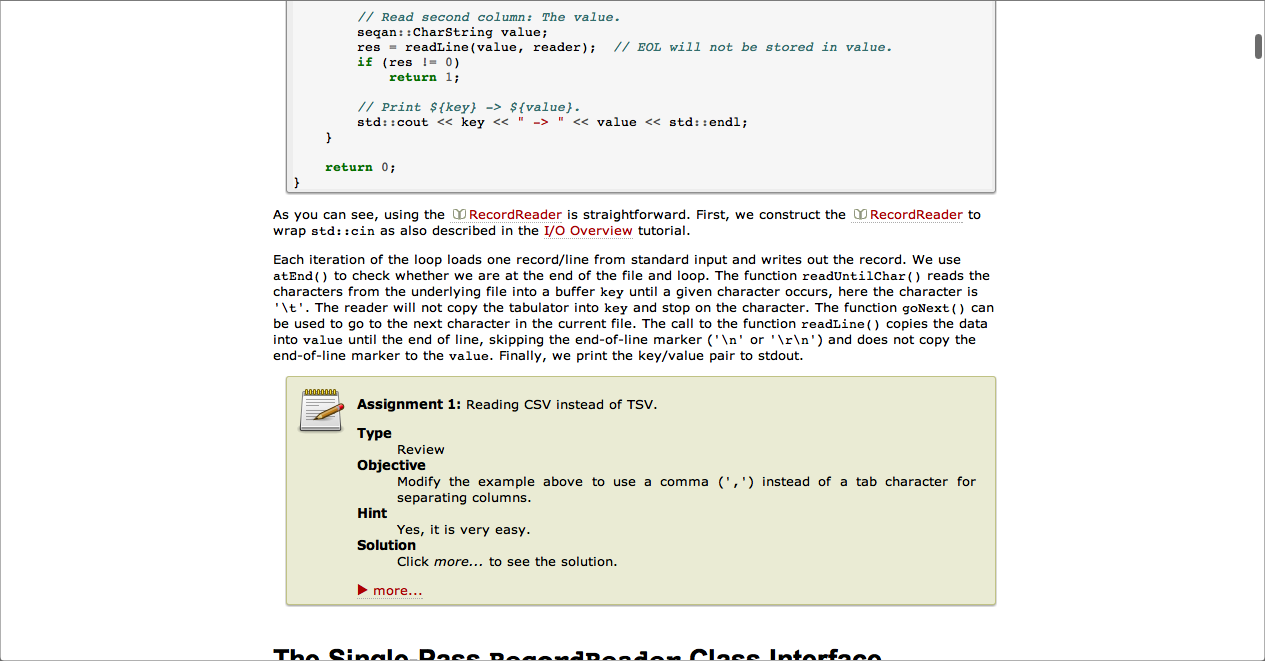 // Read second column: The value.
seqan::CharString value;
res = readLine(value, reader);  // EOL will not be stored in value.
if (res != 0)
    return 1;
// Print ${key} -> ${value}.
std::cout << key << " -> " << value << std::endl;
}
return 0;
}
As you can see, using the RecordReader is straightforward. First, we construct the RecordReader to
wrap std::cin as also described in the I/O Overview tutorial.
Each iteration of the loop loads one record/line from standard input and writes out the record. We use
atEnd() to check whether we are at the end of the file and loop. The function readUntilChar() reads the
characters from the underlying file into a buffer key until a given character occurs, here the character is
'\t'. The reader will not copy the tabulator into key and stop on the character. The function goNext() can
be used to go to the next character in the current file. The call to the function readLine() copies the data
into value until the end of line, skipping the end-of-line marker ('\n' or '\r\n') and does not copy the
end-of-line marker to the value. Finally, we print the key/value pair to stdout.
Assignment 1: Reading CSV instead of TSV.
Type
Review
Objective
Modify the example above to use a comma (',') instead of a tab character for
separating columns.
Hint
Yes, it is very easy.
Solution
Click more... to see the solution.
more...
The Single-Pass RecordReader Class Interface